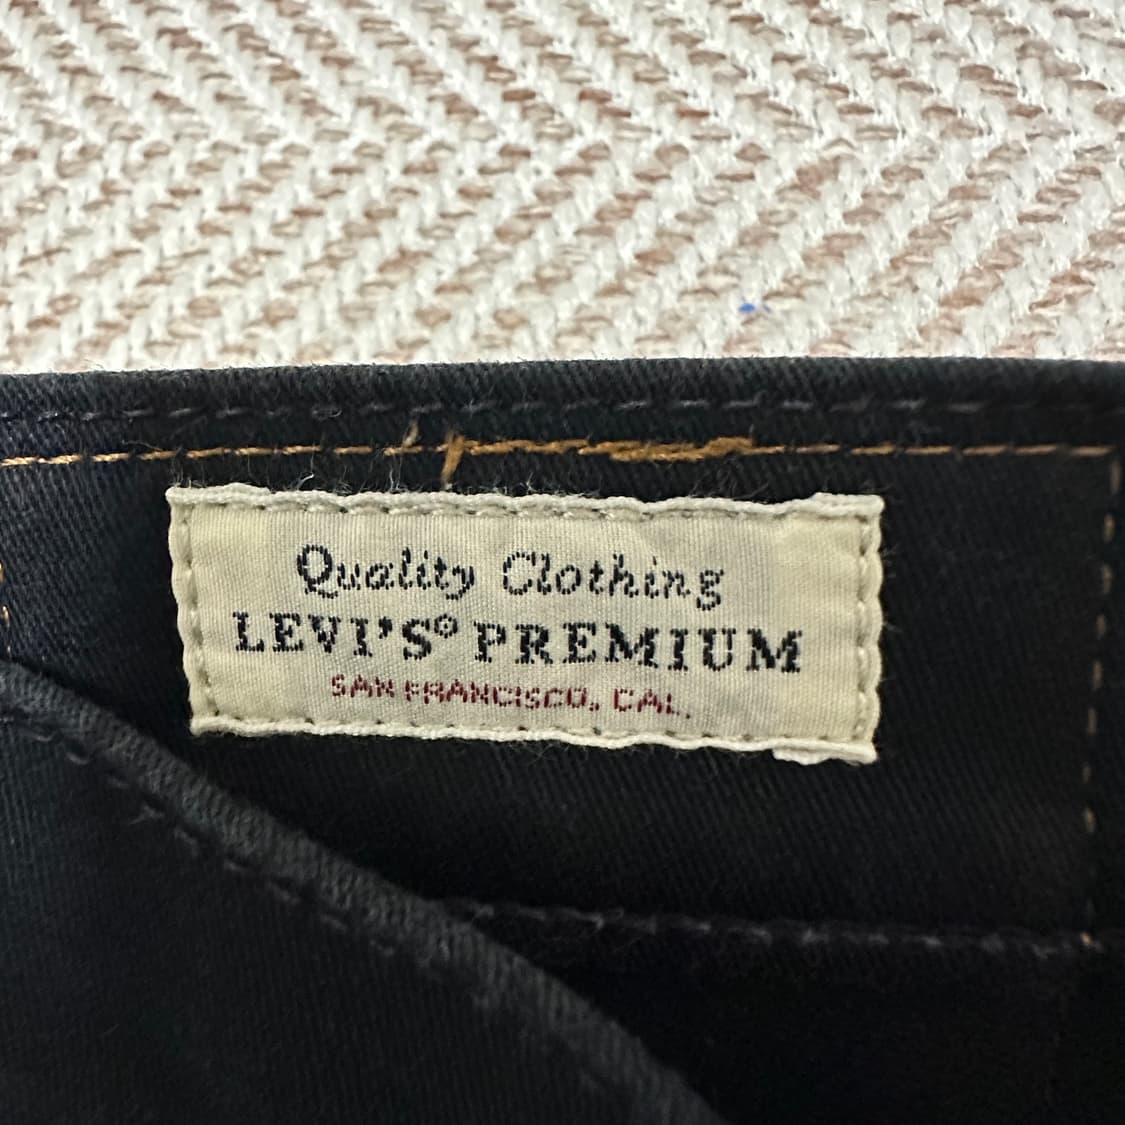 Quality Clothing
LEVI'S® PREMIUM
SAN FRANCISCO, CAL.